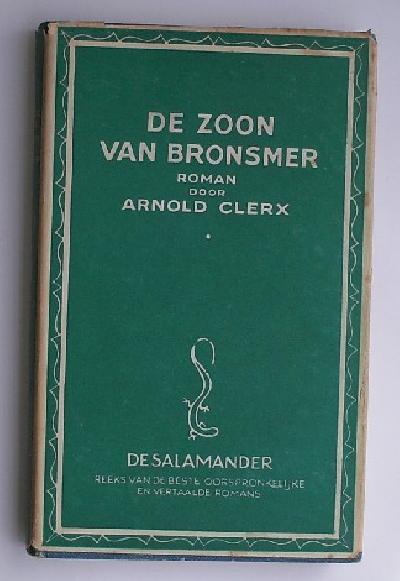 DE ZOON
VAN BRONSMER
ROMAN
DOOR
ARNOLD CLERX
DE SALAMANDER
REEKS VAN DE BESTE OORSPRONKELIJKE
EN VERTAALDE ROMANS